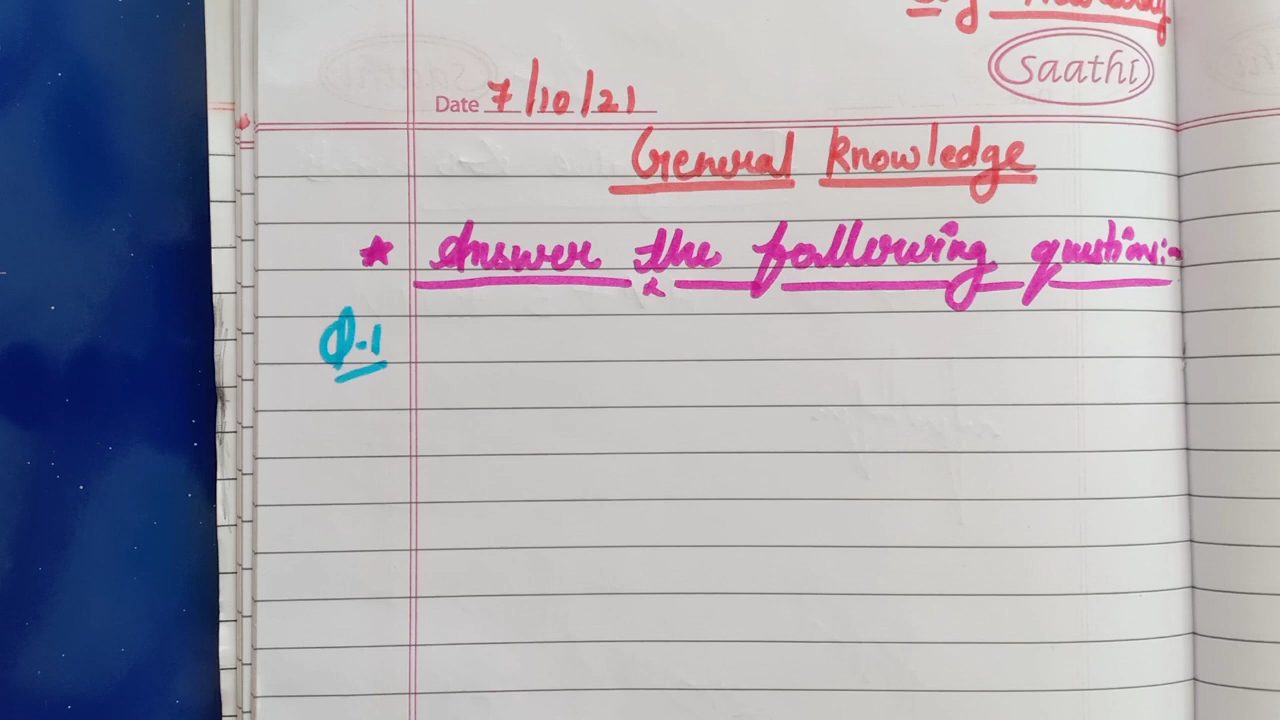 Saathi
Date 7/10/21
General Knowledge
* Answer the following questions:-
Q.1